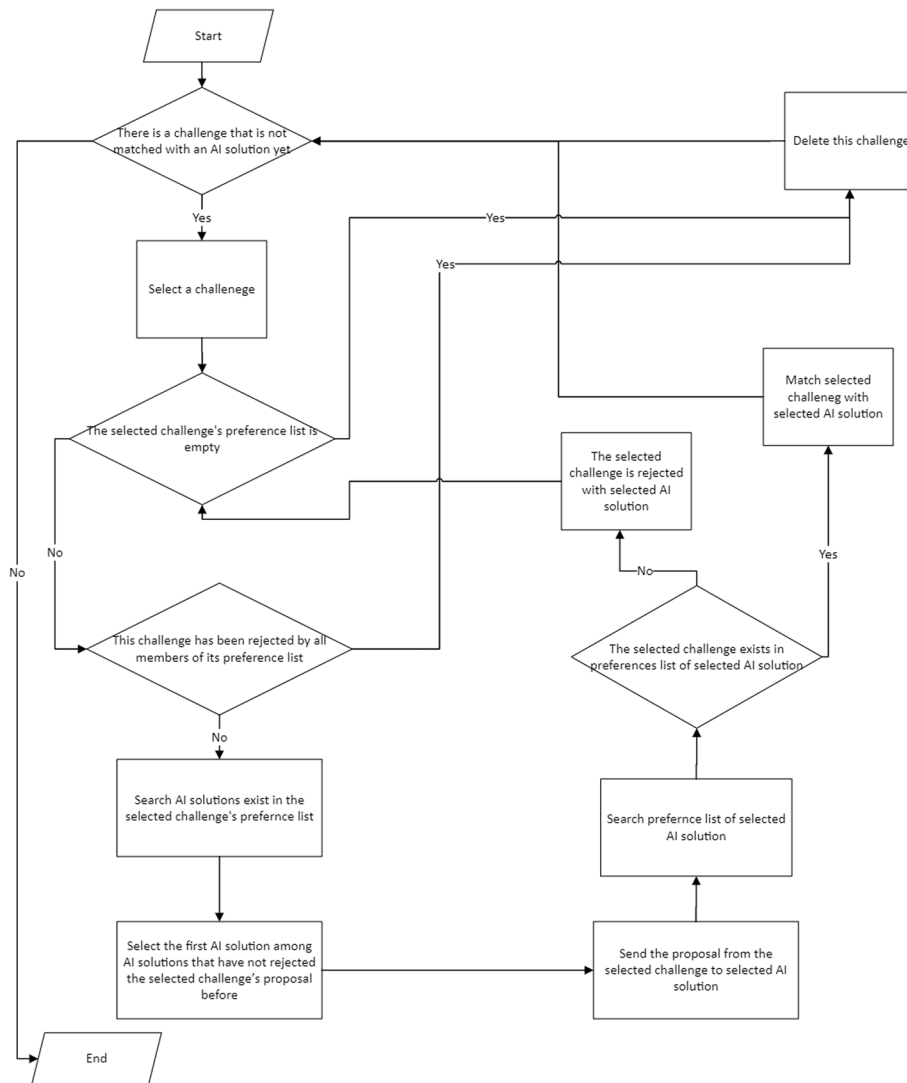 Start
There is a challenge that is not
matched with an AI solution yet
Delete this challenge
Yes
Yes
Select a challenege
Yes
Match selected
challeneg with
selected AI solution
The selected challenge's preference list is
empty
The selected
challenge is rejected
with selected AI
solution
No
Yes
No
No
This challenge has been rejected by all
members of its preference list
The selected challenge exists in
preferences list of selected AI solution
No
Search AI solutions exist in the
selected challenge's prefernce list
Search prefernce list of selected
AI solution
Select the first AI solution among
AI solutions that have not rejected
the selected challenge’s proposal
before
Send the proposal from the
selected challenge to selected AI
solution
End